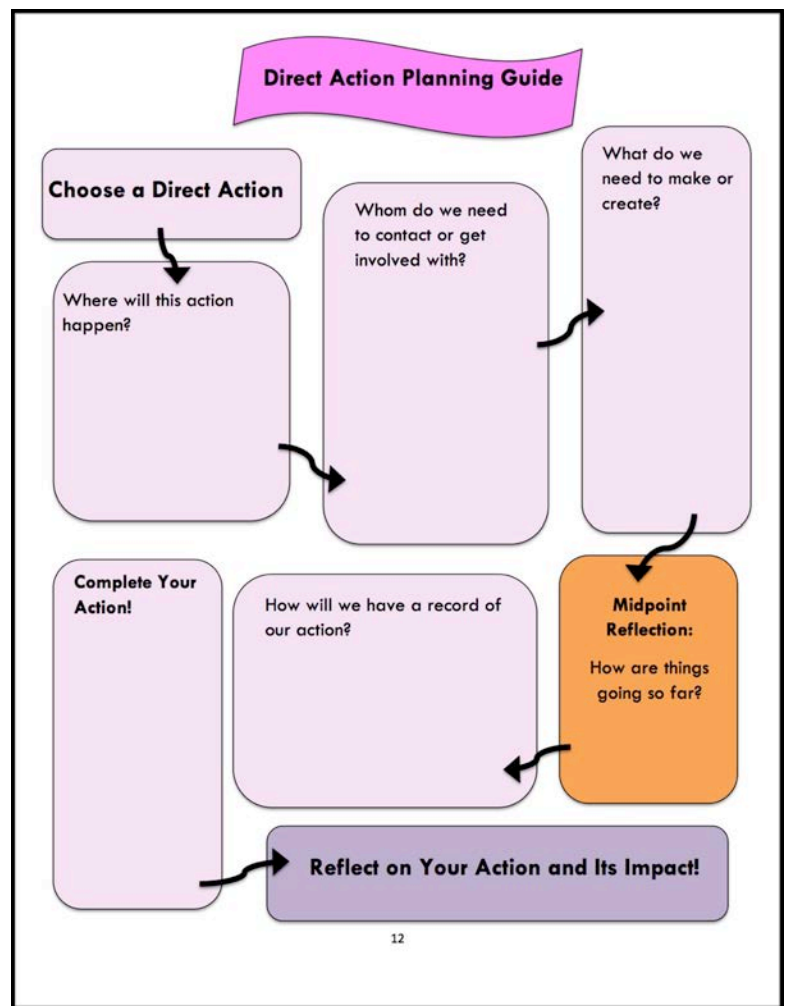 Direct Action Planning Guide
Choose a Direct Action
Where will this action
happen?
Whom do we need
to contact or get
involved with?
What do we
need to make or
create?
Midpoint
Reflection:
How are things
going so far?
How will we have a record of
our action?
Complete Your
Action!
Reflect on Your Action and Its Impact!
12